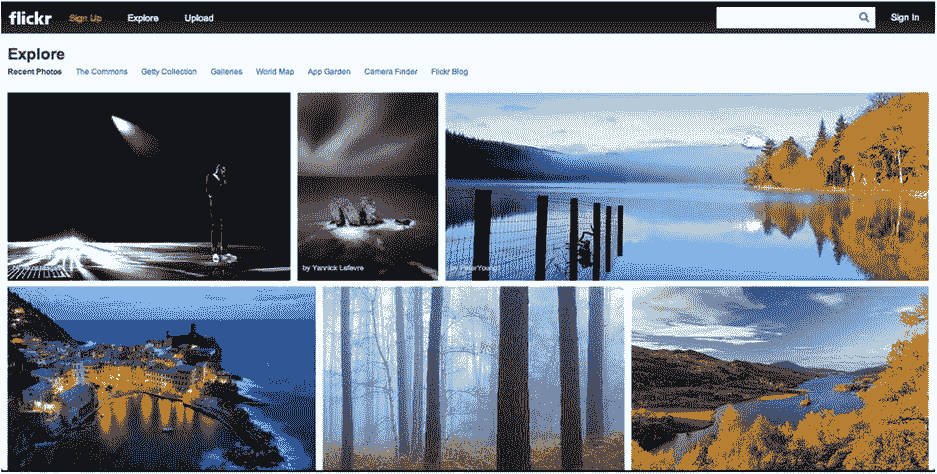 flickr Sign Up Explore Upload Sign In
Explore
Recent Photos The Commons Getty Collection Galleries World Map App Garden Camera Finder Flickr Blog
by Yannick Lefevre
by PeterYoung1